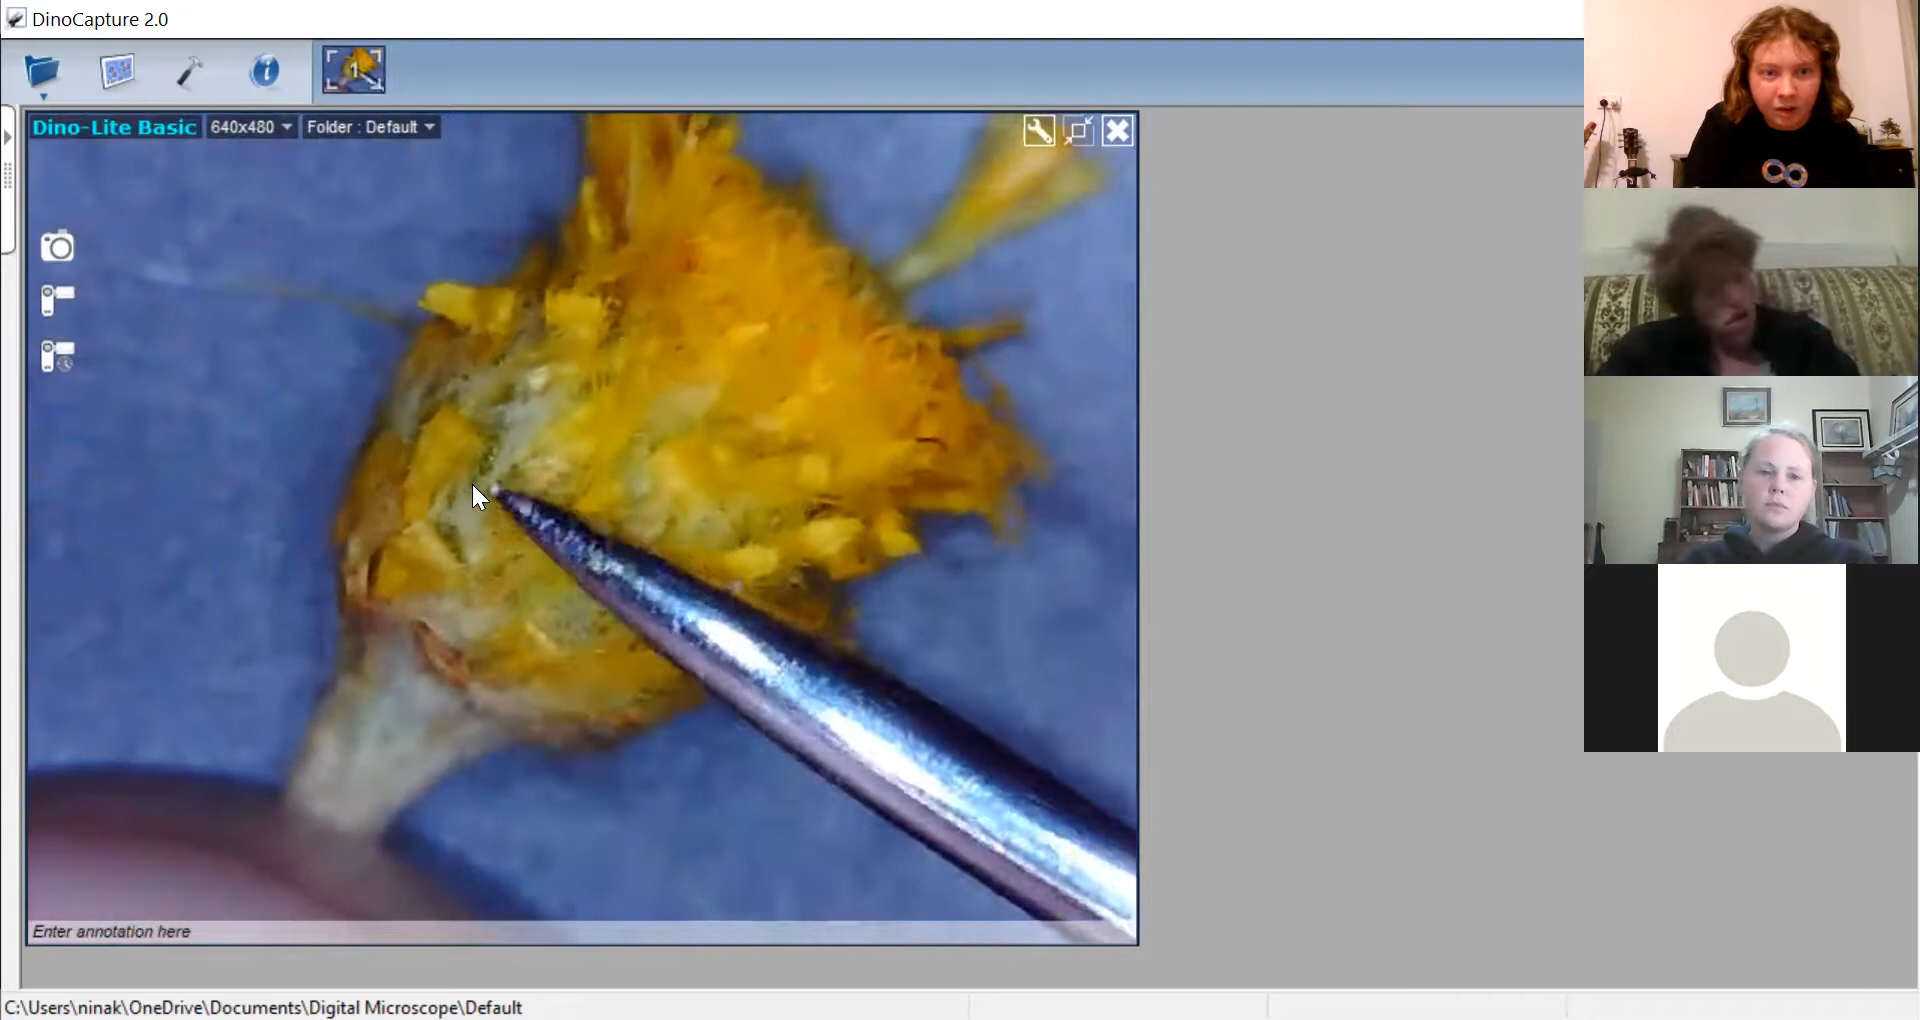 DinoCapture 2.0
1
Dino-Lite Basic 640x480 Folder : Default
Enter annotation here
C:\Users\ninak\OneDrive\Documents\Digital Microscope\Default